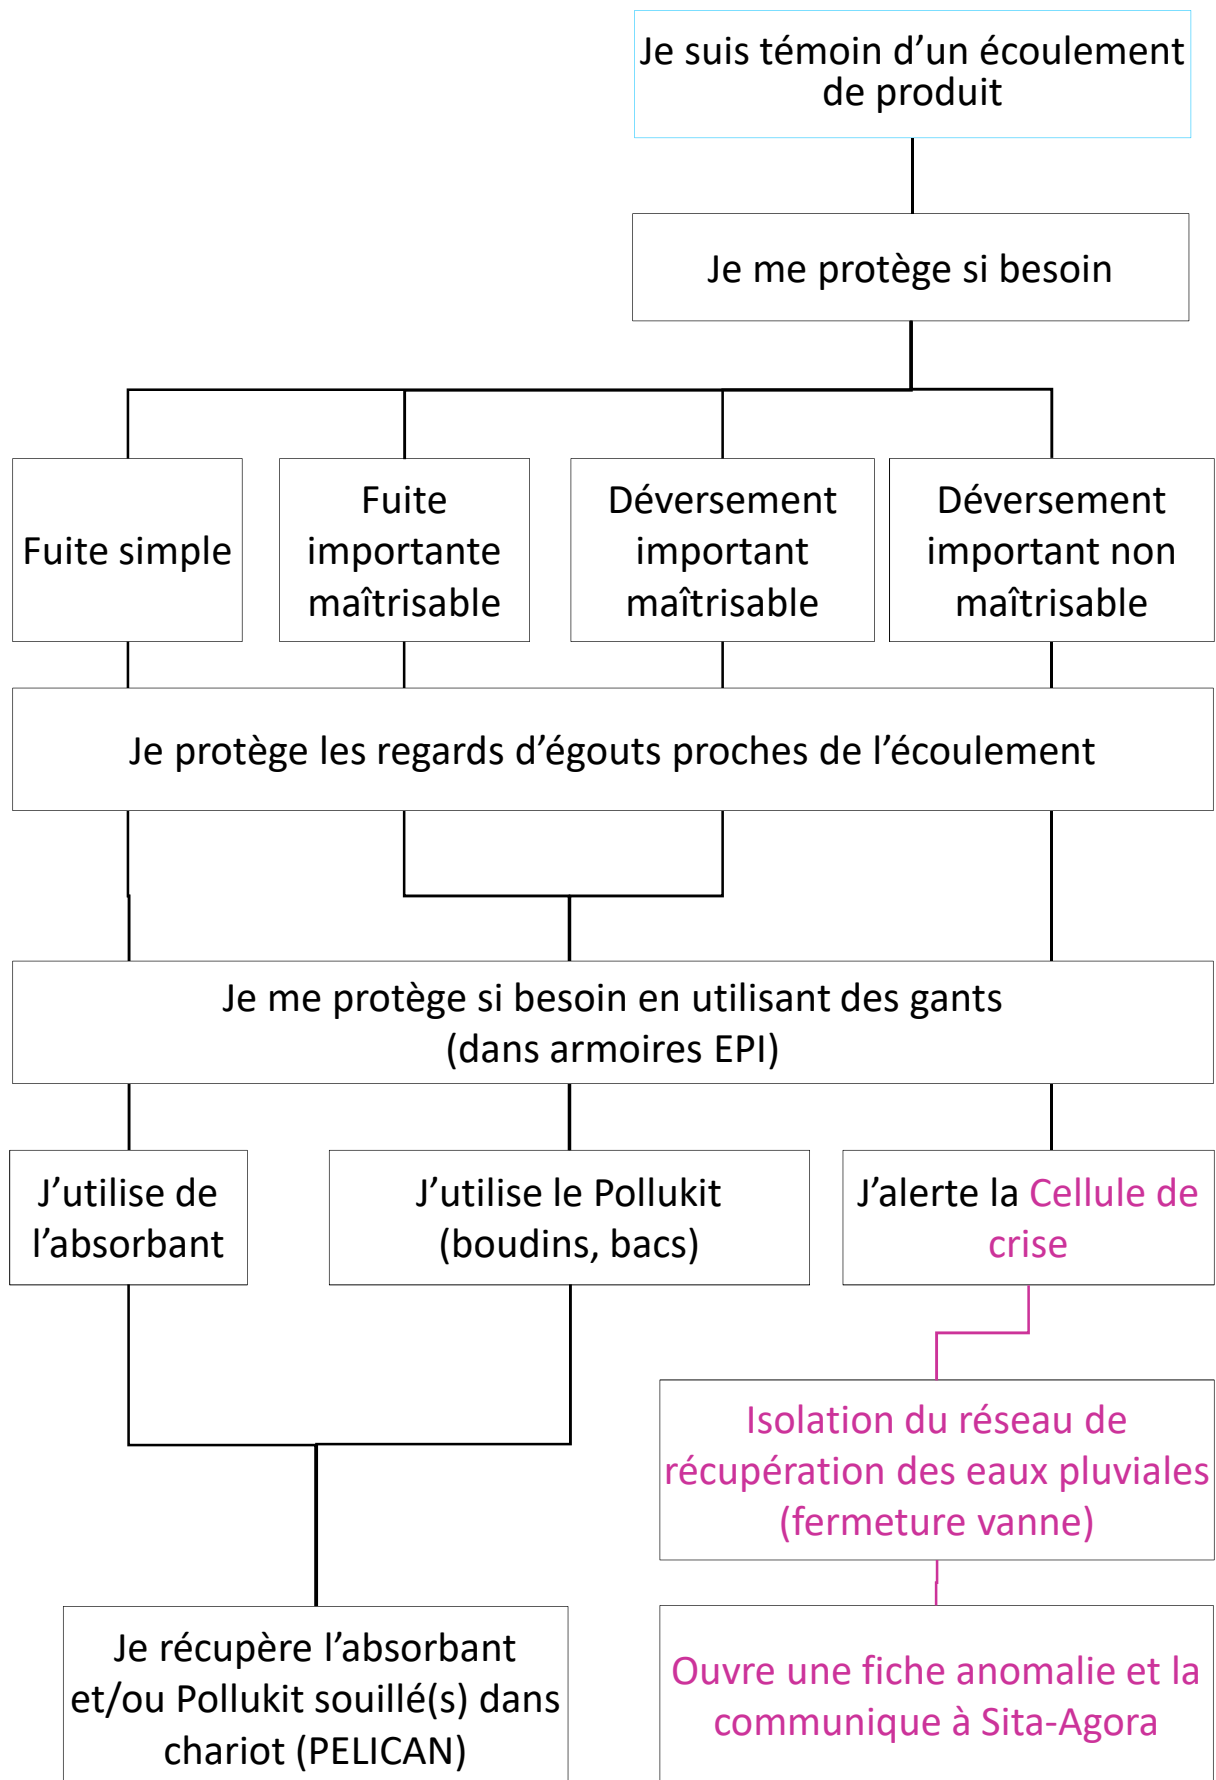 Je suis témoin d’un écoulement
de produit
Je me protège si besoin
Fuite simple
Fuite
importante
maîtrisable
Déversement
important
maîtrisable
Déversement
important non
maîtrisable
Je protège les regards d’égouts proches de l’écoulement
Je me protège si besoin en utilisant des gants
(dans armoires EPI)
J’utilise de
l’absorbant
J’utilise le Pollukit
(boudins, bacs)
J’alerte la Cellule de
crise
Isolation du réseau de
récupération des eaux pluviales
(fermeture vanne)
Je récupère l’absorbant
et/ou Pollukit souillé(s) dans
chariot (PELICAN)
Ouvre une fiche anomalie et la
communique à Sita-Agora